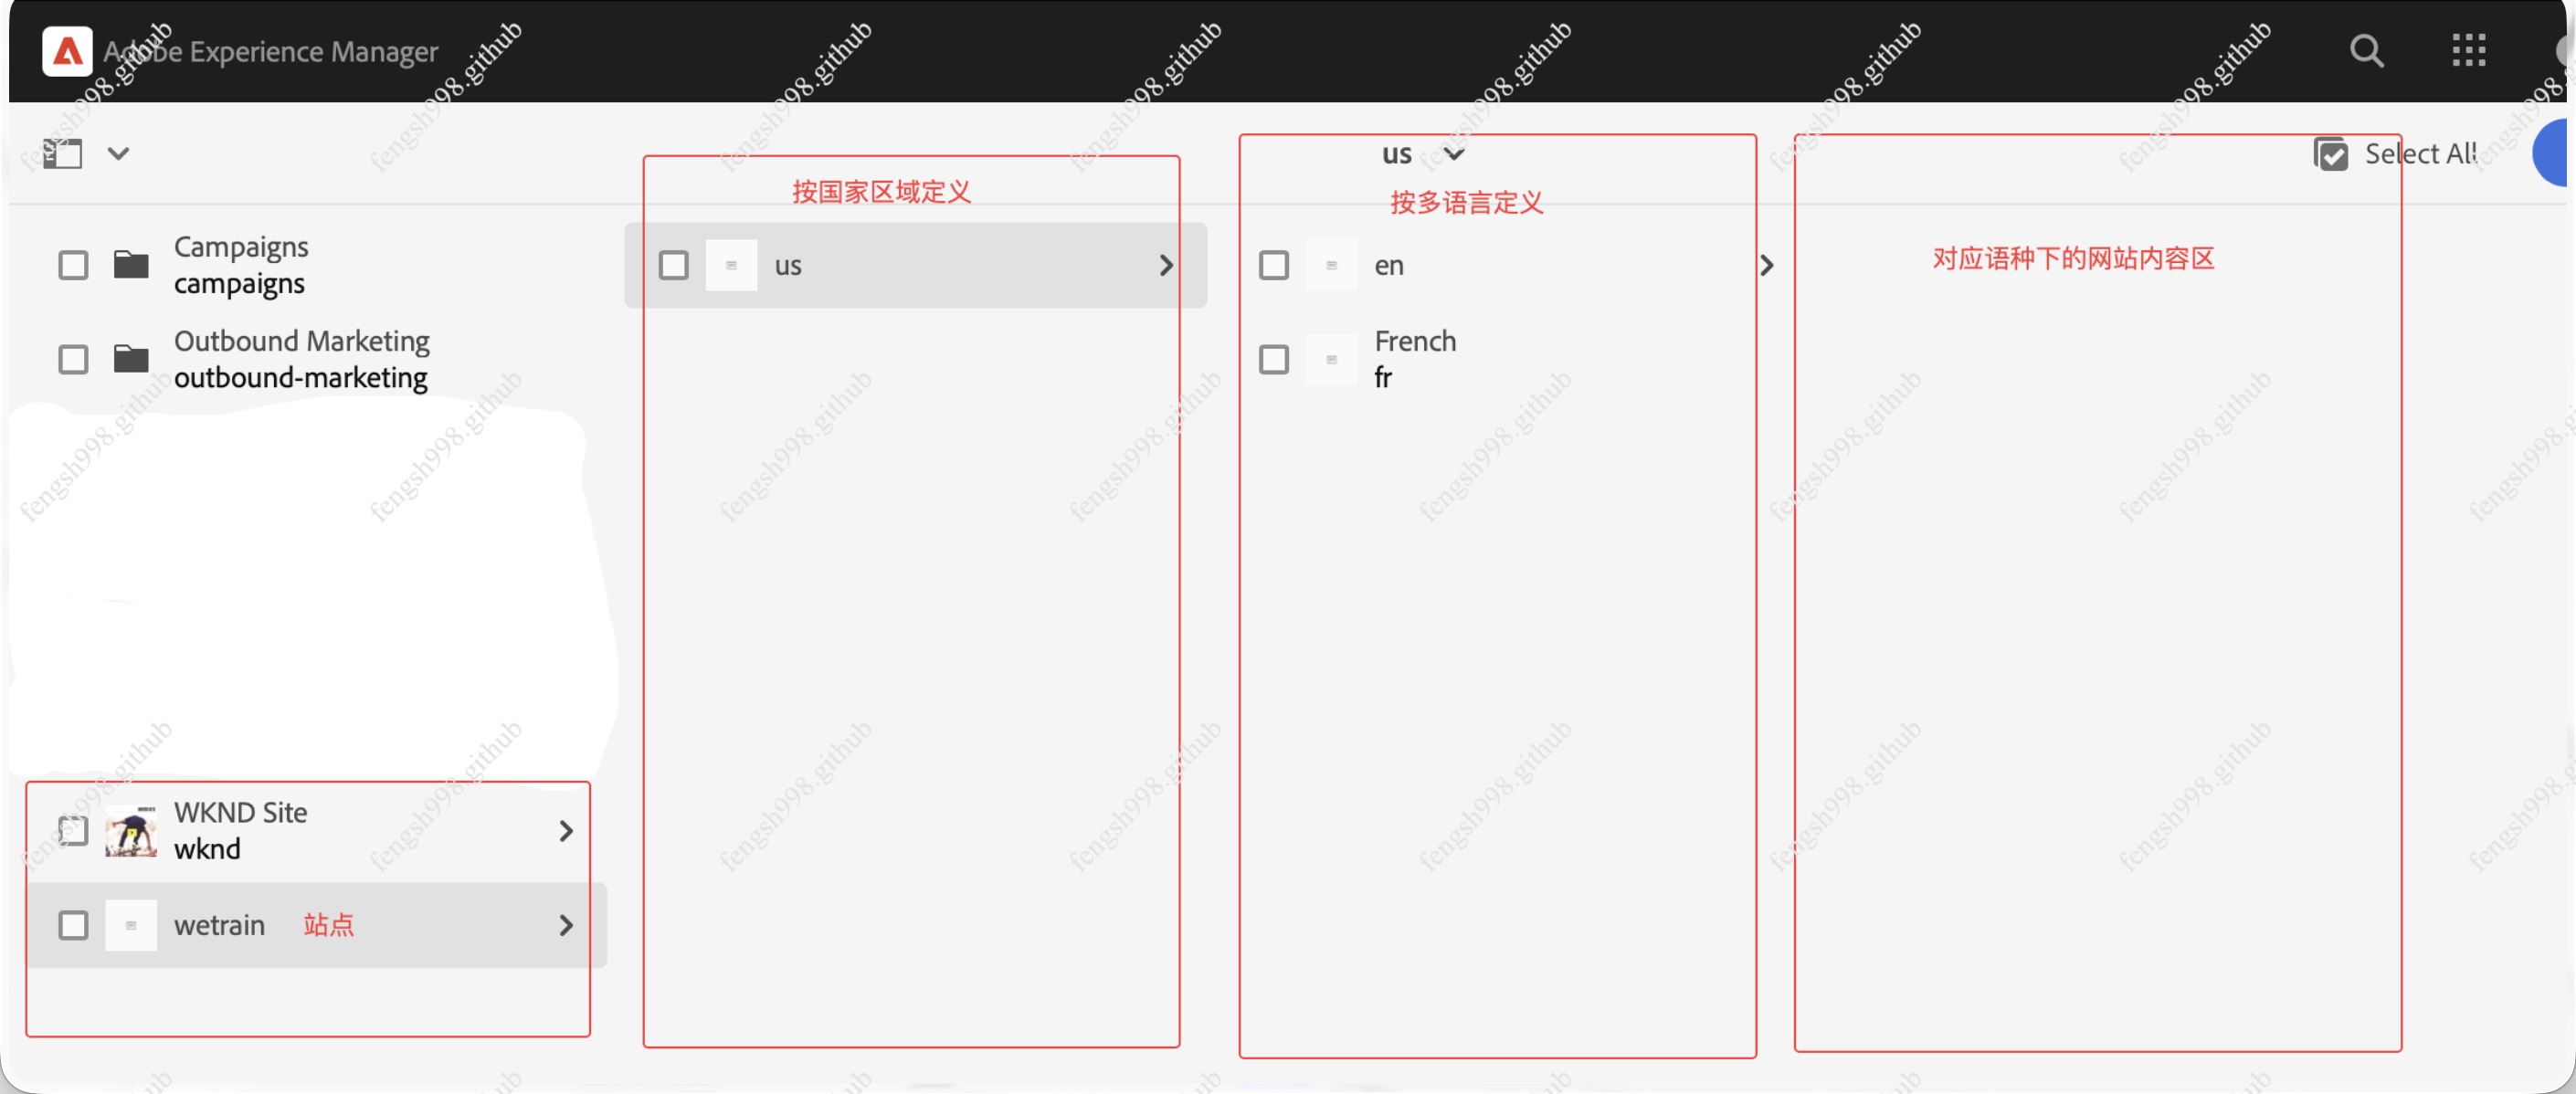 Adobe Experience Manager
us
Select All
按国家区域定义
按多语言定义
对应语种下的网站内容区
Campaigns
campaigns
Outbound Marketing
outbound-marketing
WKND Site
wknd
wetrain 站点
us
en
French
fr
fengsh998.github